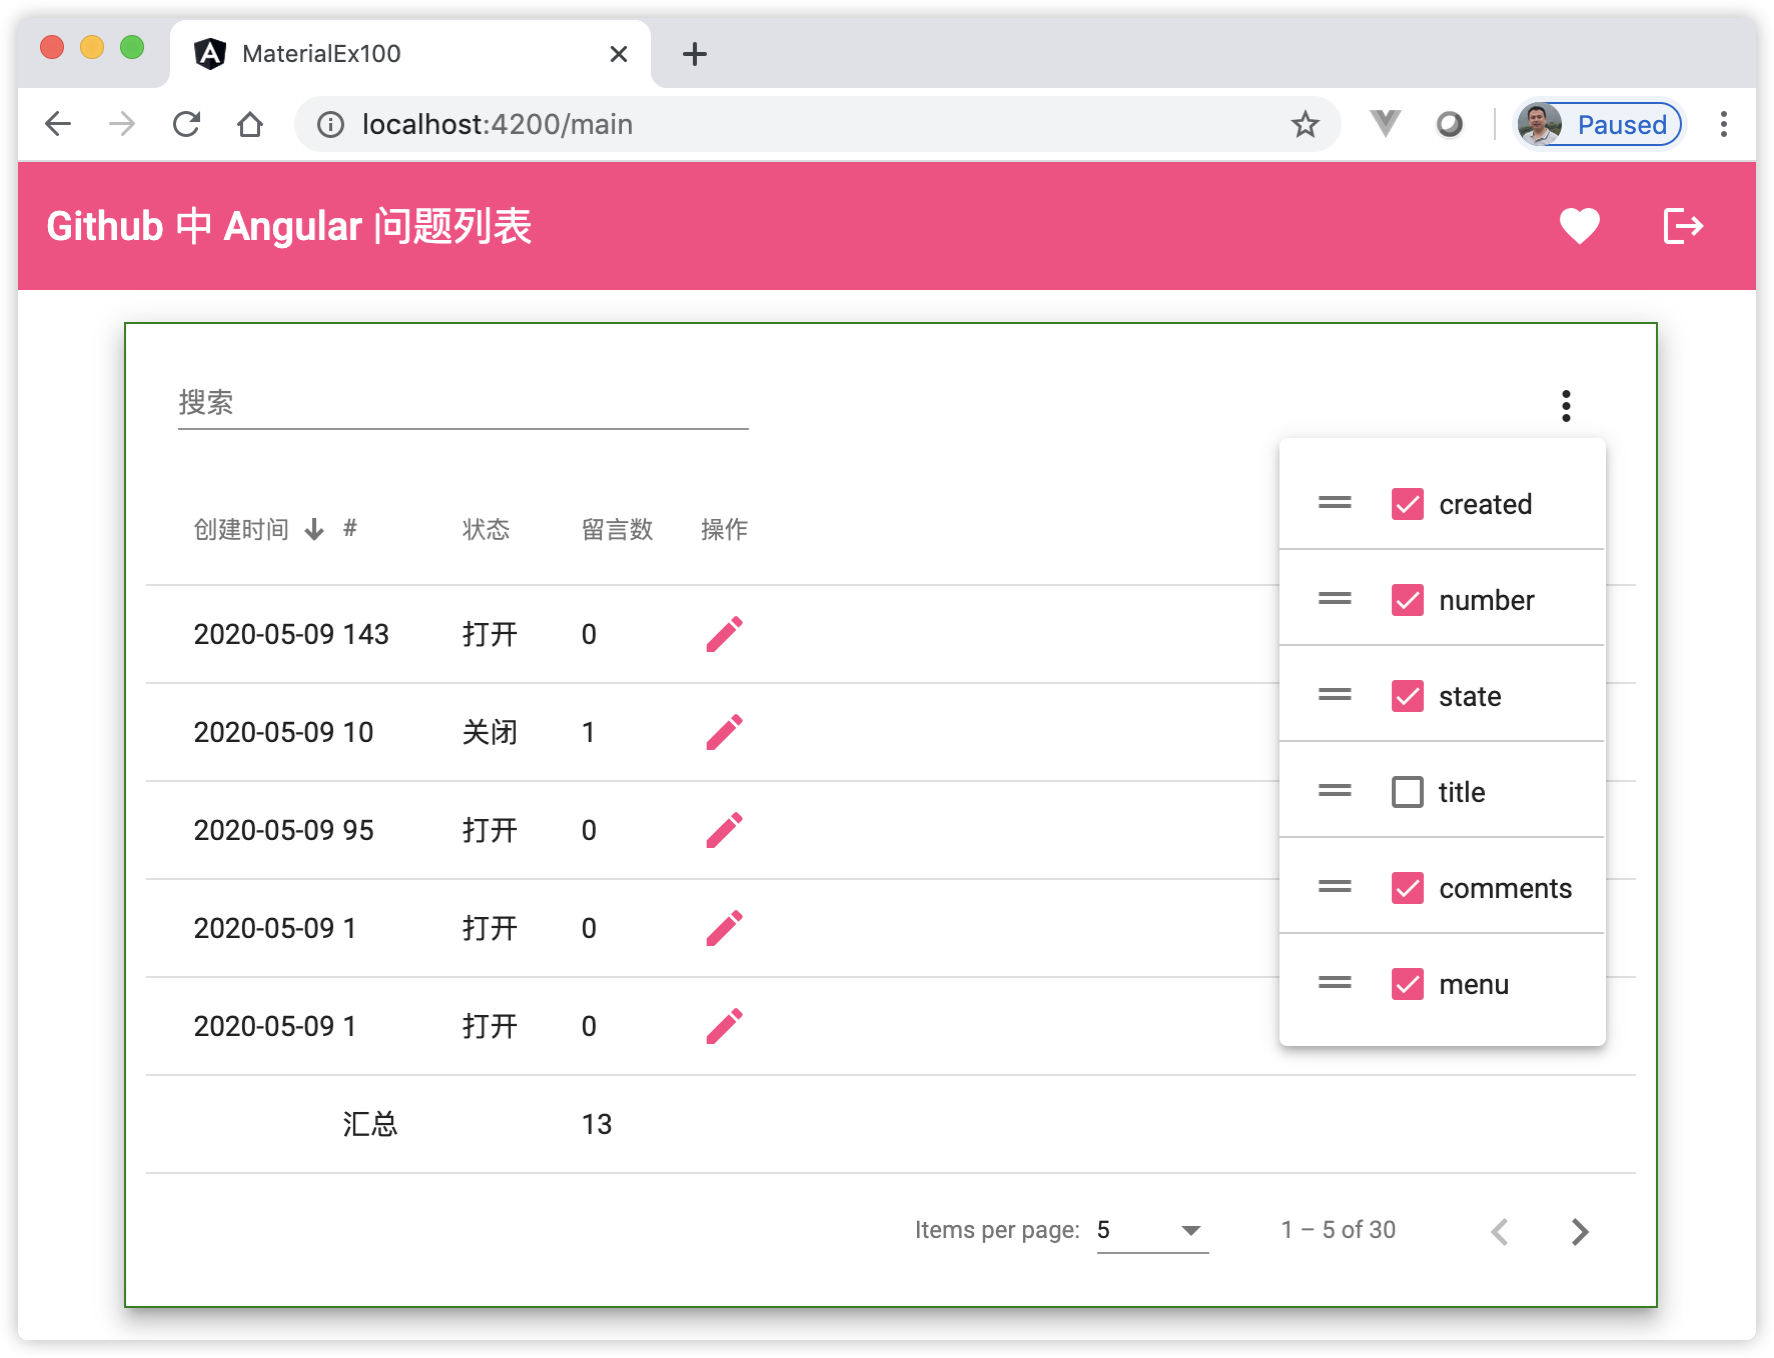 MaterialEx100
localhost:4200/main
Paused
Github 中 Angular 问题列表
搜索
创建时间 # 状态 留言数 操作
2020-05-09 143 打开 0
2020-05-09 10 关闭 1
2020-05-09 95 打开 0
2020-05-09 1 打开 0
2020-05-09 1 打开 0
汇总 13
created
number
state
title
comments
menu
Items per page: 5 1 – 5 of 30